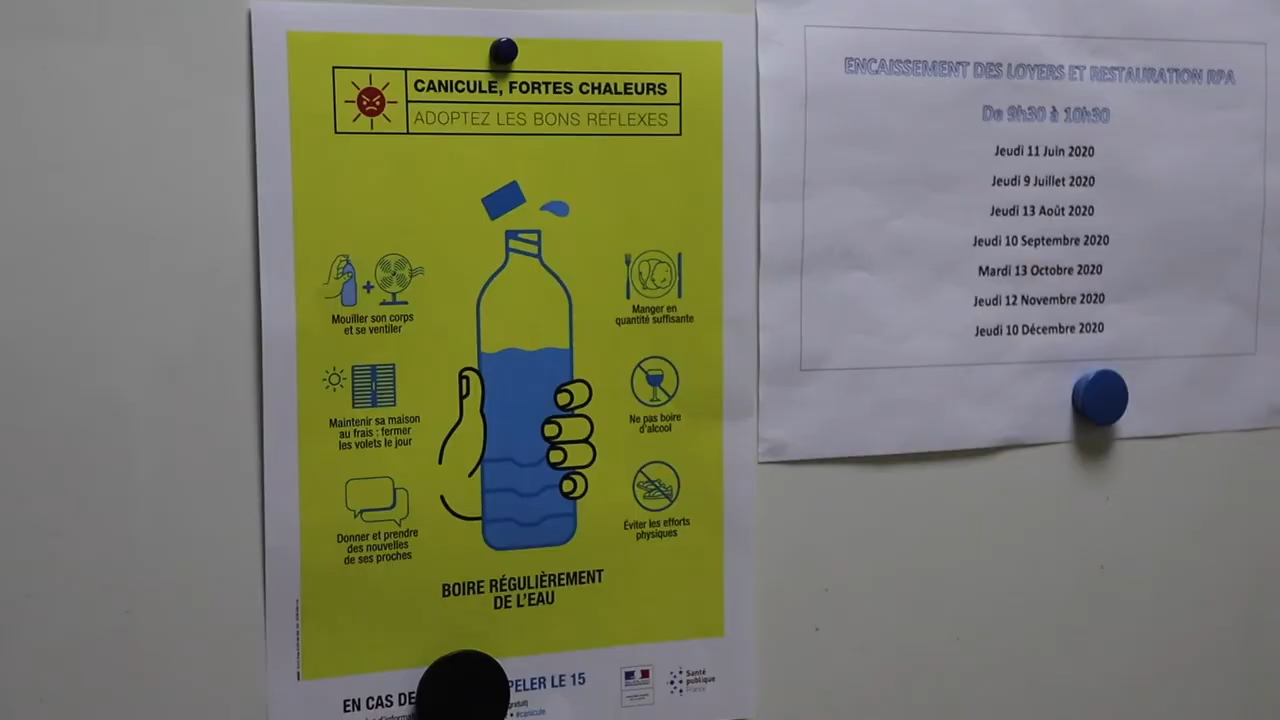 CANICULE, FORTES CHALEURS
ADOPTEZ LES BONS RÉFLEXES
Mouiller son corps
et se ventiler
Maintenir sa maison
au frais : fermer
les volets le jour
Donner et prendre
des nouvelles
de ses proches
Manger en
quantité suffisante
Ne pas boire
d'alcool
Éviter les efforts
physiques
BOIRE RÉGULIÈREMENT
DE L'EAU
EN CAS DE PELER LE 15
#canicule
Santé
publique
France
ENCAISSEMENT DES LOYERS ET RESTAURATION RPA
De 9h30 à 10h30
Jeudi 11 Juin 2020
Jeudi 9 Juillet 2020
Jeudi 13 Août 2020
Jeudi 10 Septembre 2020
Mardi 13 Octobre 2020
Jeudi 12 Novembre 2020
Jeudi 10 Décembre 2020